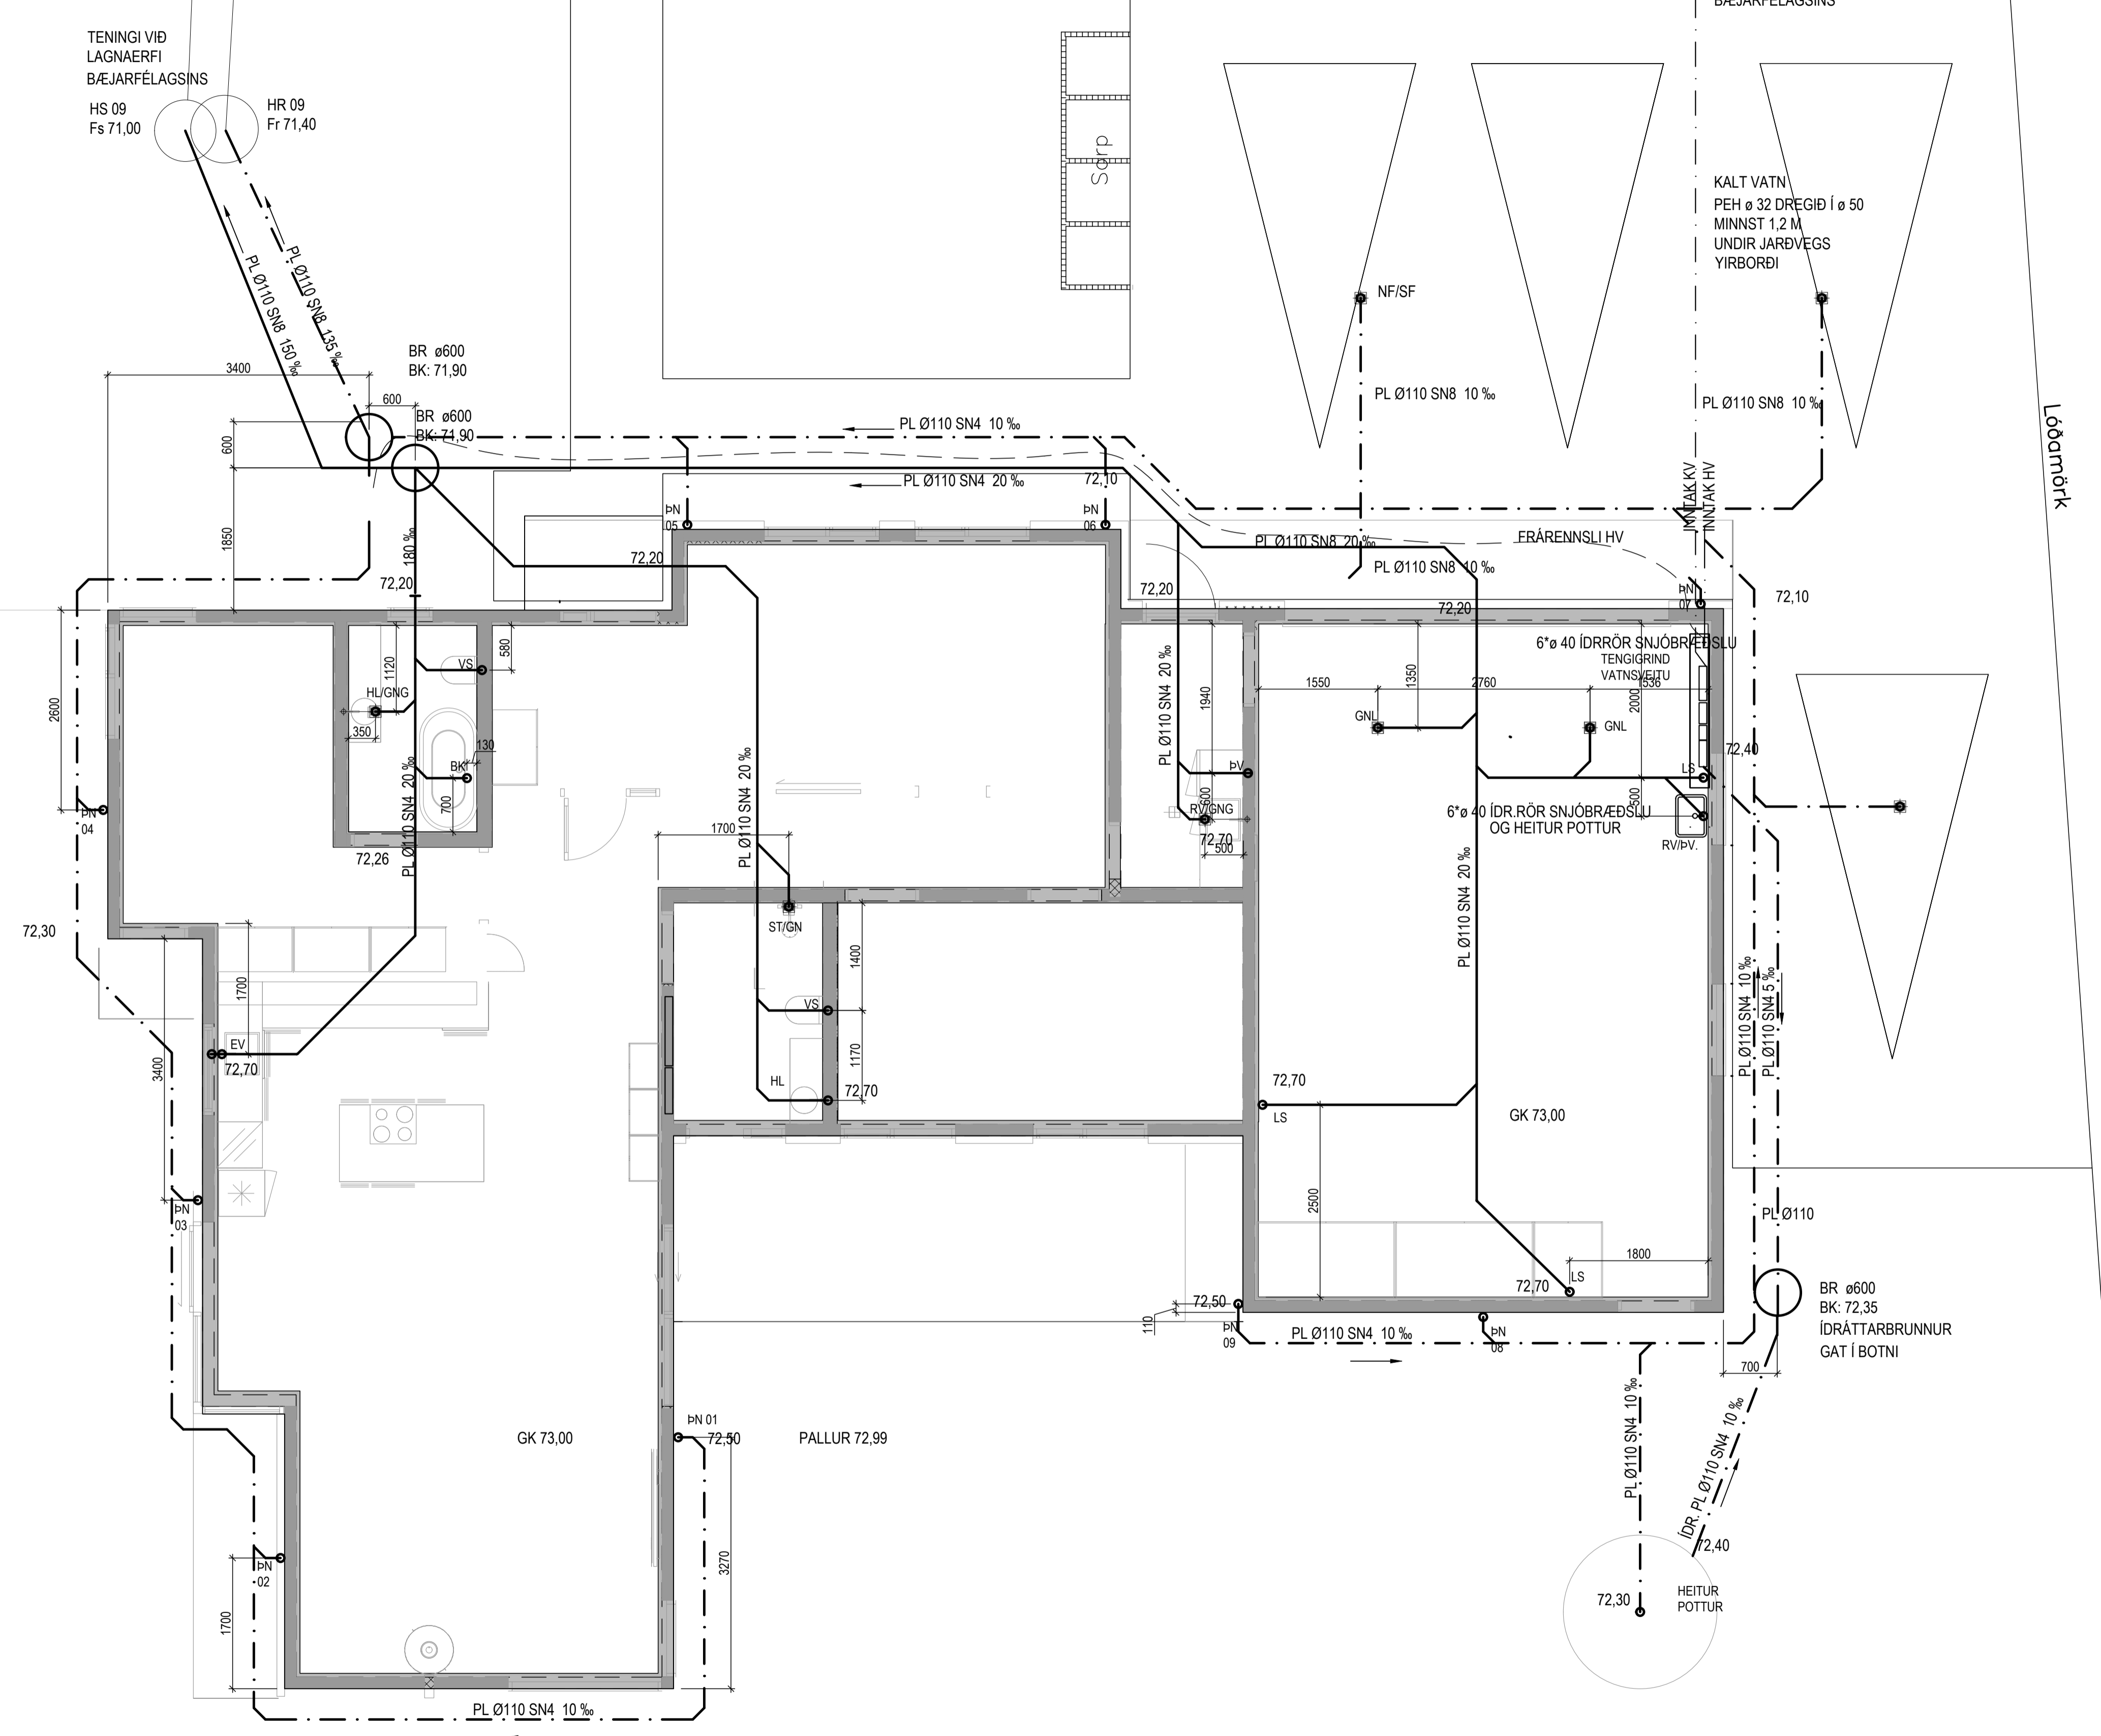 BÆJARFÉLAGSINS
TENINGI VIÐ
LAGNAERFI
BÆJARFÉLAGSINS
HS 09
Fs 71,00
HR 09
Fr 71,40
Sorp
KALT VATN
PEH ø 32 DREGIÐ Í ø 50
MINNST 1,2 M
UNDIR JARÐVEGS
YIRBORÐI
NF/SF
PL Ø110 SN8 150 ‰
PL Ø110 SN8 135 ‰
BR ø600
BK: 71,90
3400
600
BR ø600
BK: 71,90
600
1850
PL Ø110 SN4 10 ‰
PL Ø110 SN4 20 ‰
72,10
PL Ø110 SN8 10 ‰
PL Ø110 SN8 10 ‰
Lóðamörk
INNTAK KV
INNTAK HV
ÞN
05
ÞN
06
FRÁRENNSLI HV
PL Ø110 SN8 20 ‰
PL Ø110 SN8 10 ‰
180 ‰
72,20
72,20
72,20
72,20
ÞN
07
72,10
2600
1120
VS
580
HL/GNG
350
130
BK
700
PL Ø110 SN4 20 ‰
72,26
ÞN
04
PL Ø110 SN4 20 ‰
1700
PL Ø110 SN4 20 ‰
1940
ÞV
600
RV/GNG
72,70
500
1550
1350
2760
1536
2000
GNL
GNL
6*ø 40 ÍDRRÖR SNJÓBRÆÐSLU
TENGIGRIND
VATNSVEITU
72,40
LS
500
6*ø 40 ÍDR.RÖR SNJÓBRÆÐSLU
OG HEITUR POTTUR
RV/ÞV.
PL Ø110 SN4 20 ‰
72,30
1700
ST/GN
1400
VS
1170
HL
72,70
EV
72,70
3400
72,70
LS
GK 73,00
PL Ø110 SN4 10 ‰
PL Ø110 SN4 5 ‰
ÞN
03
2500
PL Ø110
1800
LS
72,70
72,50
110
ÞN
09
PL Ø110 SN4 10 ‰
ÞN
08
BR ø600
BK: 72,35
ÍDRÁTTARBRUNNUR
GAT Í BOTNI
700
GK 73,00
ÞN 01
72,50
PALLUR 72,99
PL Ø110 SN4 10 ‰
ÍDR. PL Ø110 SN4 10 ‰
72,40
ÞN
02
1700
3270
72,30
HEITUR
POTTUR
PL Ø110 SN4 10 ‰